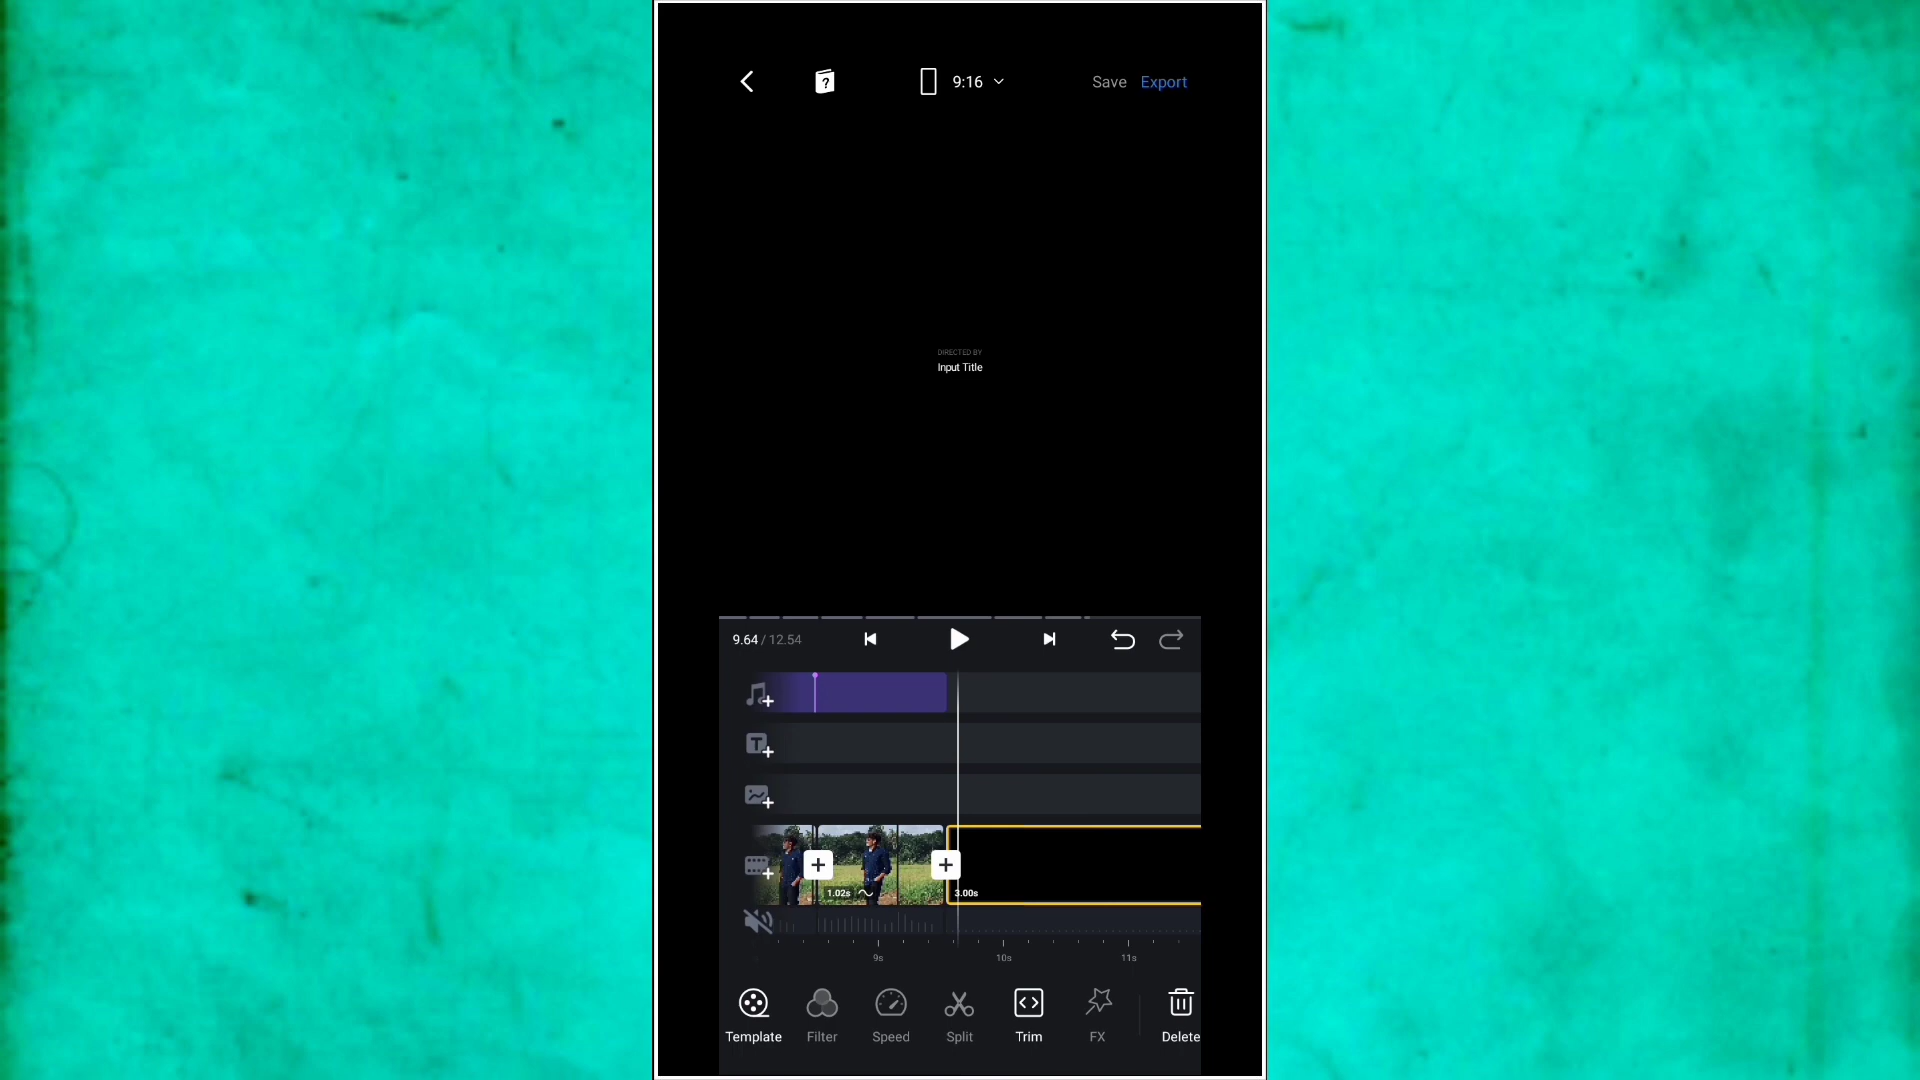 9:16
Save Export
DIRECTED BY
Input Title
9.64 / 12.54
1.02s
3.00s
9s 10s 11s
Template Filter Speed Split Trim FX Delete